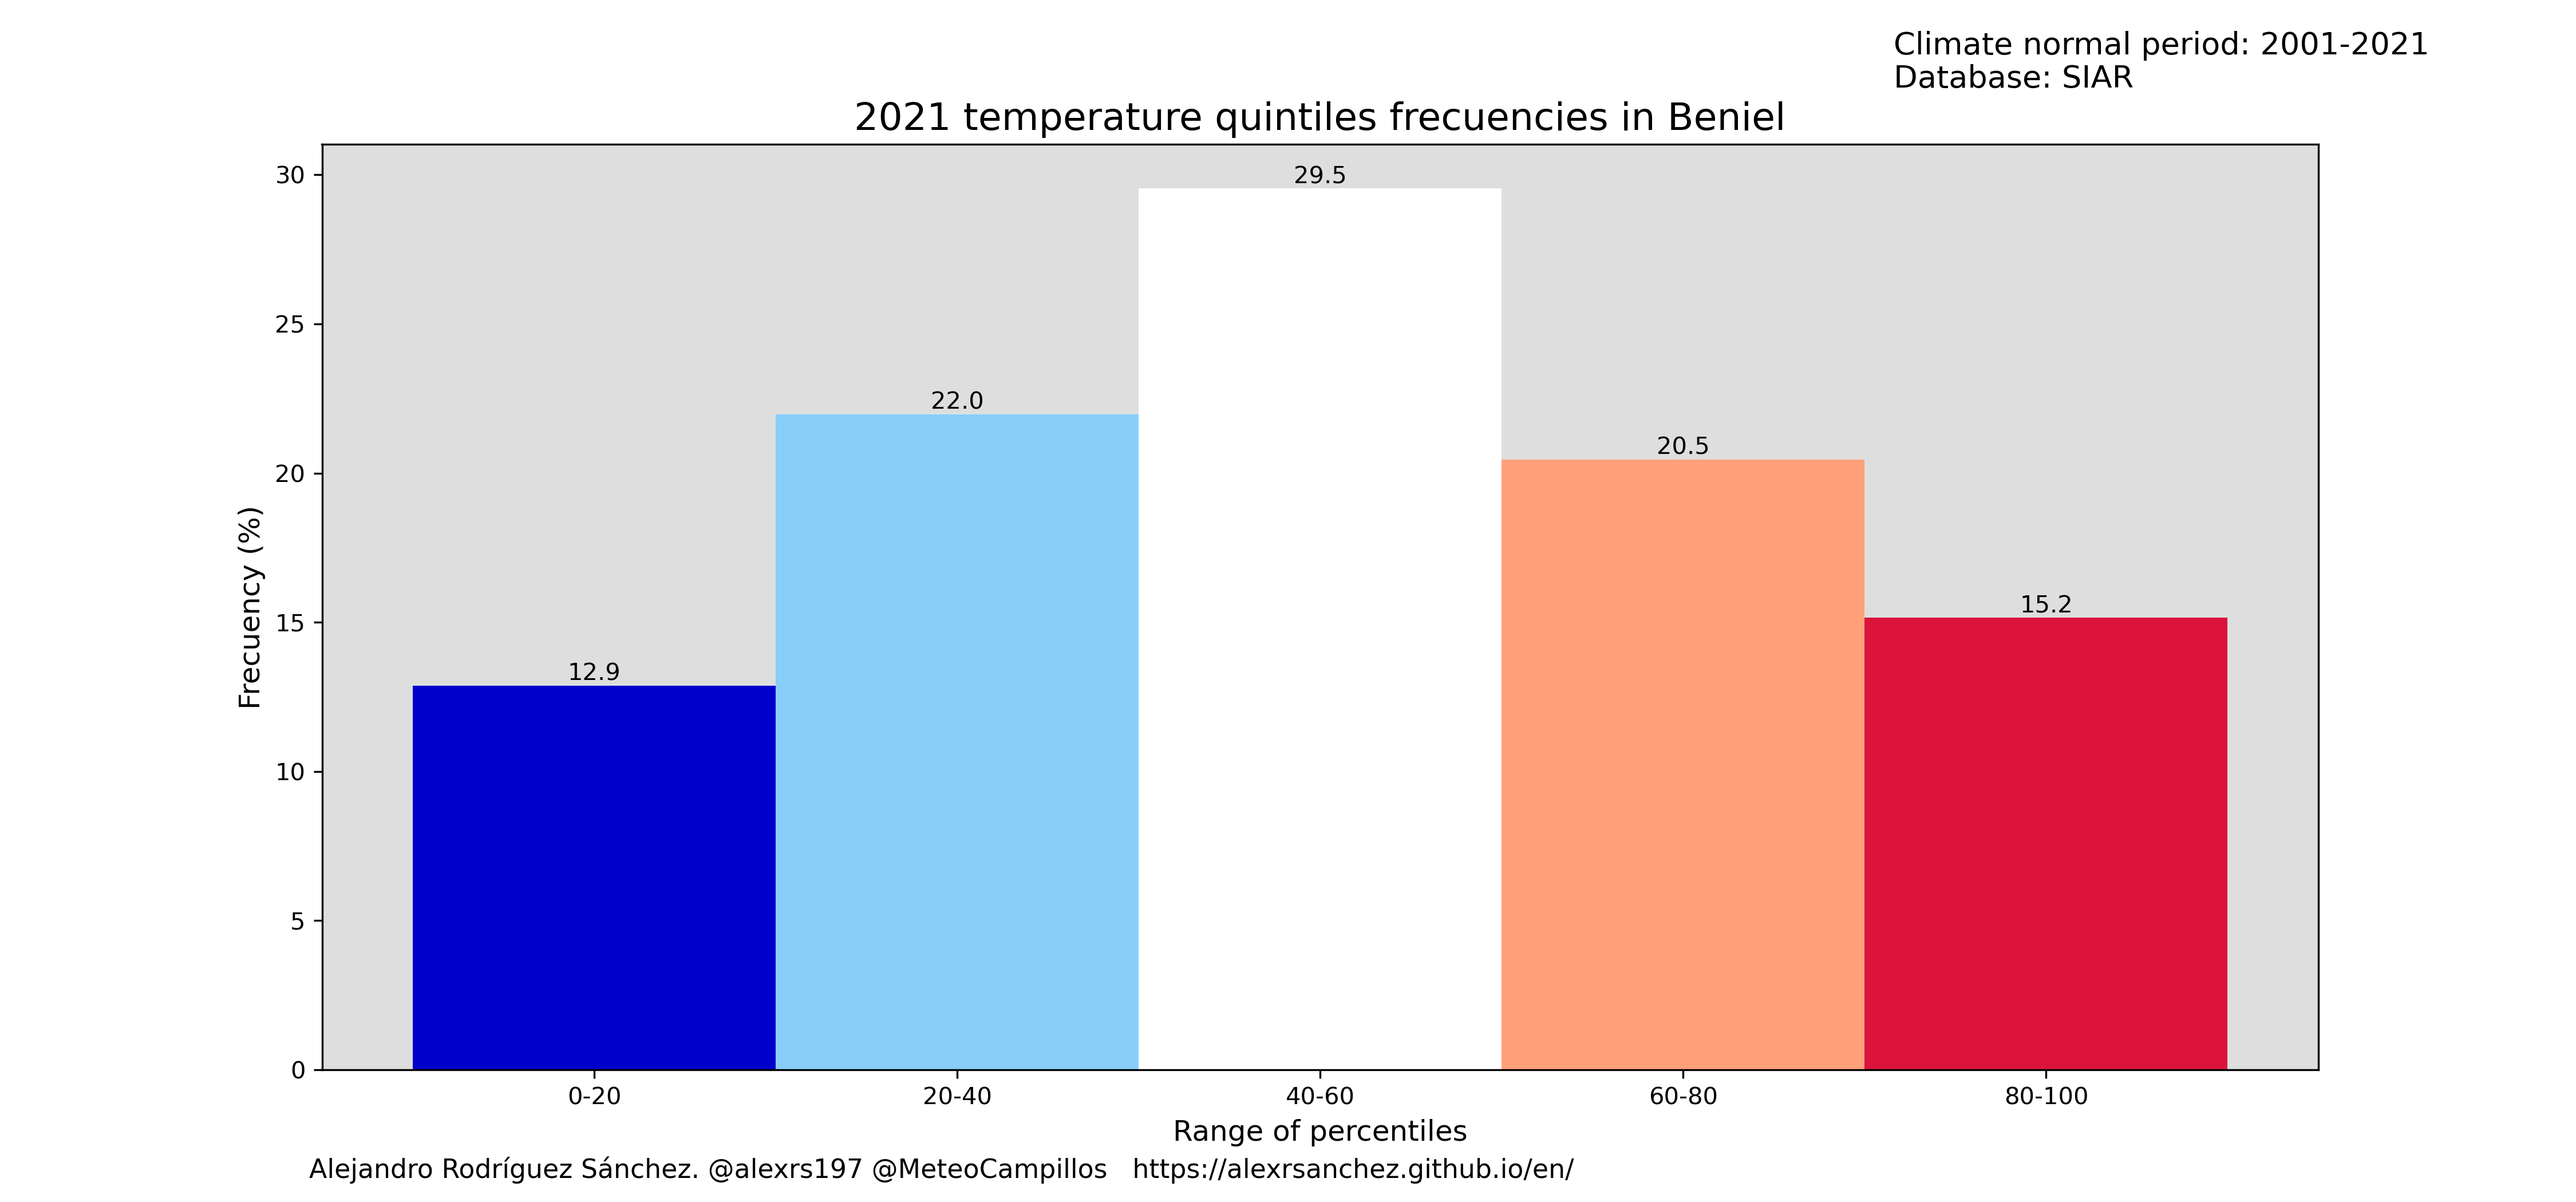 Climate normal period: 2001-2021
Database: SIAR
2021 temperature quintiles frecuencies in Beniel
Frecuency (%)
30
25
20
15
10
5
0
12.9
22.0
29.5
20.5
15.2
0-20
20-40
40-60
60-80
80-100
Range of percentiles
Alejandro Rodríguez Sánchez. @alexrs197 @MeteoCampillos https://alexrsanchez.github.io/en/